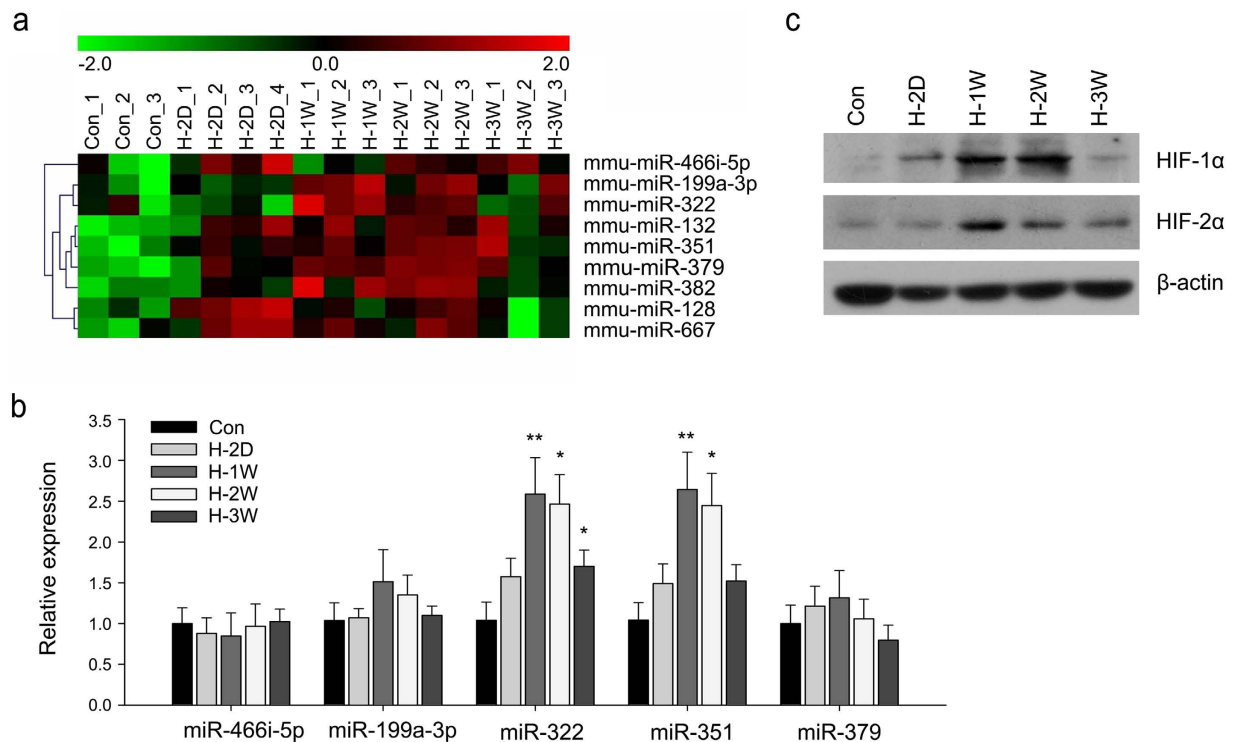 a
-2.0 0.0 2.0
Con_1 Con_2 Con_3 H-2D_1 H-2D_2 H-2D_3 H-2D_4 H-1W_1 H-1W_2 H-1W_3 H-2W_1 H-2W_2 H-2W_3 H-3W_1 H-3W_2 H-3W_3
mmu-miR-466i-5p
mmu-miR-199a-3p
mmu-miR-322
mmu-miR-132
mmu-miR-351
mmu-miR-379
mmu-miR-382
mmu-miR-128
mmu-miR-667
c
Con H-2D H-1W H-2W H-3W
HIF-1α
HIF-2α
β-actin
b
Relative expression
3.5
3.0
2.5
2.0
1.5
1.0
0.5
0.0
Con
H-2D
H-1W
H-2W
H-3W
** * * ** *
miR-466i-5p miR-199a-3p miR-322 miR-351 miR-379